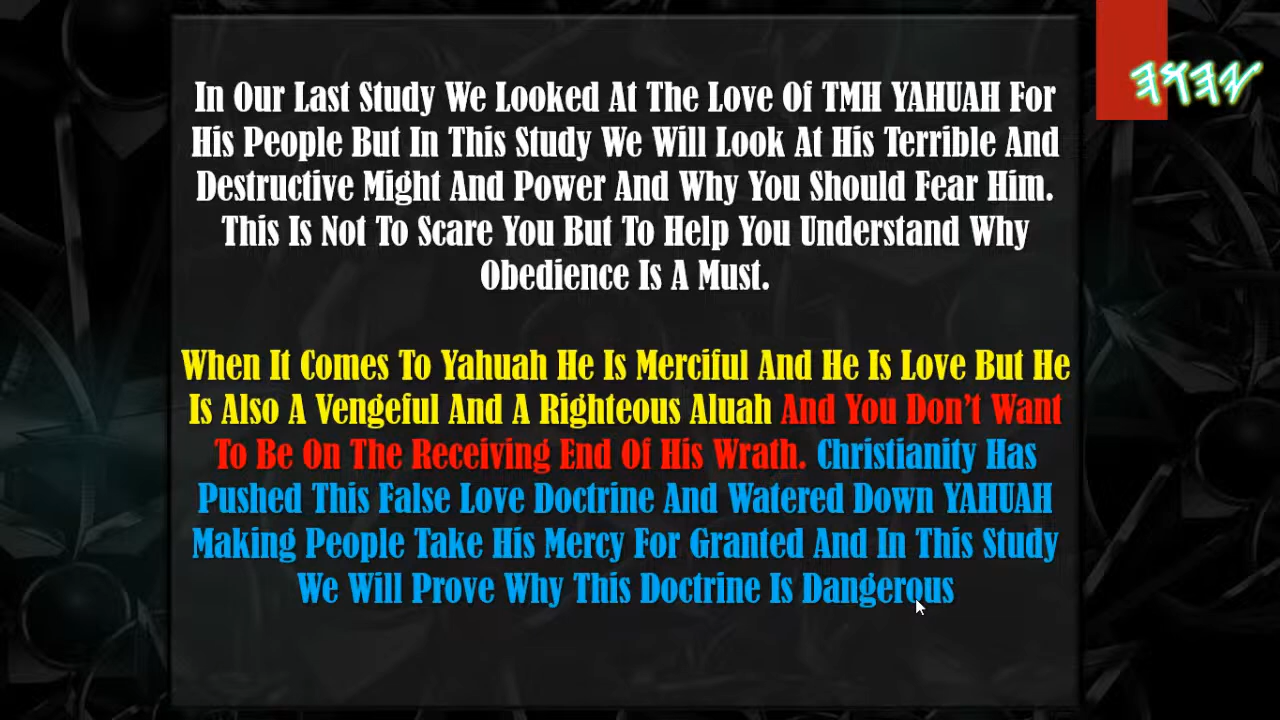 𐤉𐤄𐤅𐤄
In Our Last Study We Looked At The Love Of TMH YAHUAH For
His People But In This Study We Will Look At His Terrible And
Destructive Might And Power And Why You Should Fear Him.
This Is Not To Scare You But To Help You Understand Why
Obedience Is A Must.
When It Comes To Yahuah He Is Merciful And He Is Love But He
Is Also A Vengeful And A Righteous Aluah And You Don’t Want
To Be On The Receiving End Of His Wrath. Christianity Has
Pushed This False Love Doctrine And Watered Down YAHUAH
Making People Take His Mercy For Granted And In This Study
We Will Prove Why This Doctrine Is Dangerous